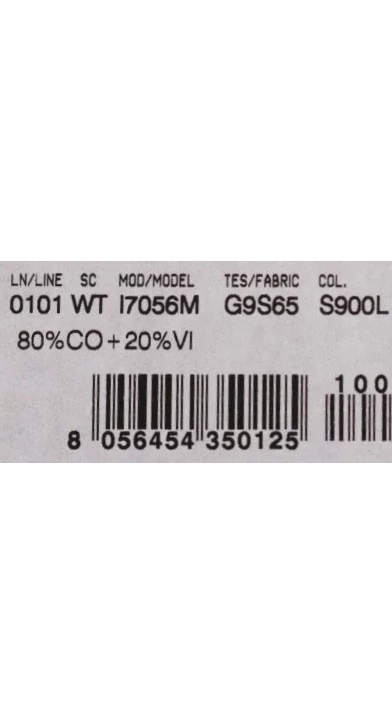 LN/LINE SC MOD/MODEL TES/FABRIC COL.
0101 WT I7056M G9S65 S900L
80%CO+20%VI
100
8 056454 350125